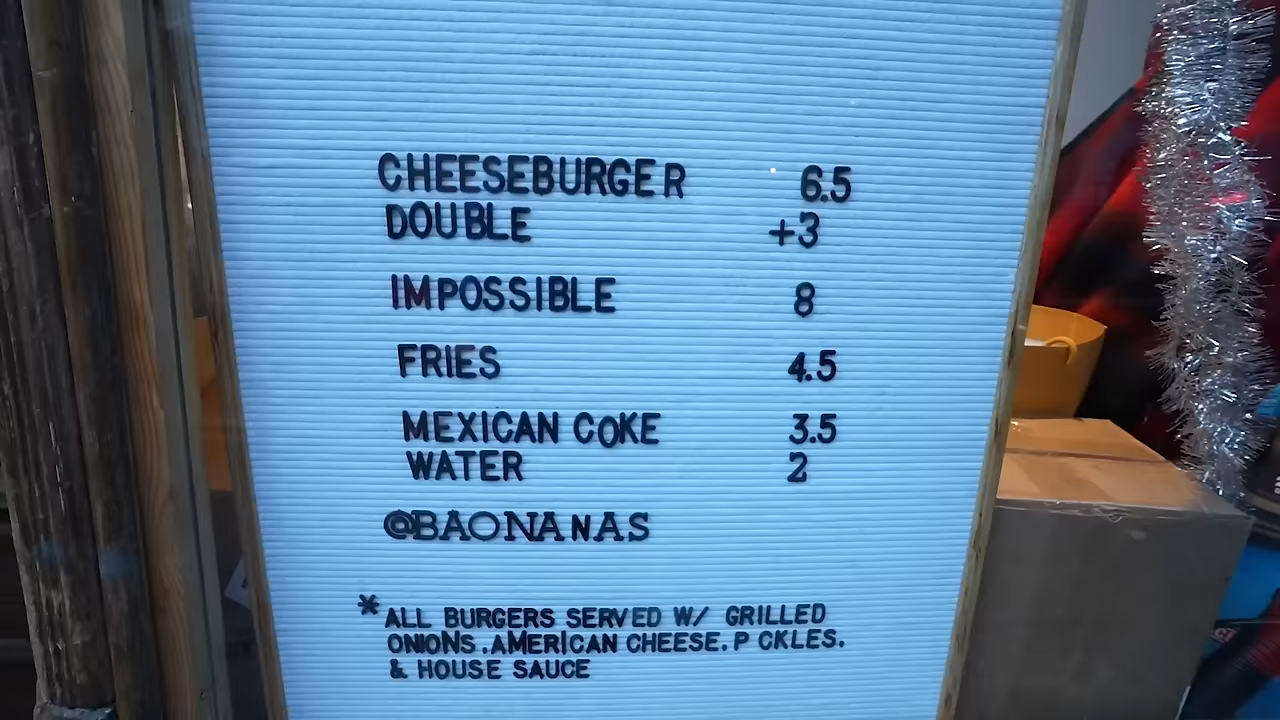 CHEESEBURGER 6.5
DOUBLE +3
IMPOSSIBLE 8
FRIES 4.5
MEXICAN COKE 3.5
WATER 2
@BAONANAS
*ALL BURGERS SERVED W/ GRILLED
ONIONS.AMERICAN CHEESE.P CKLES.
& HOUSE SAUCE